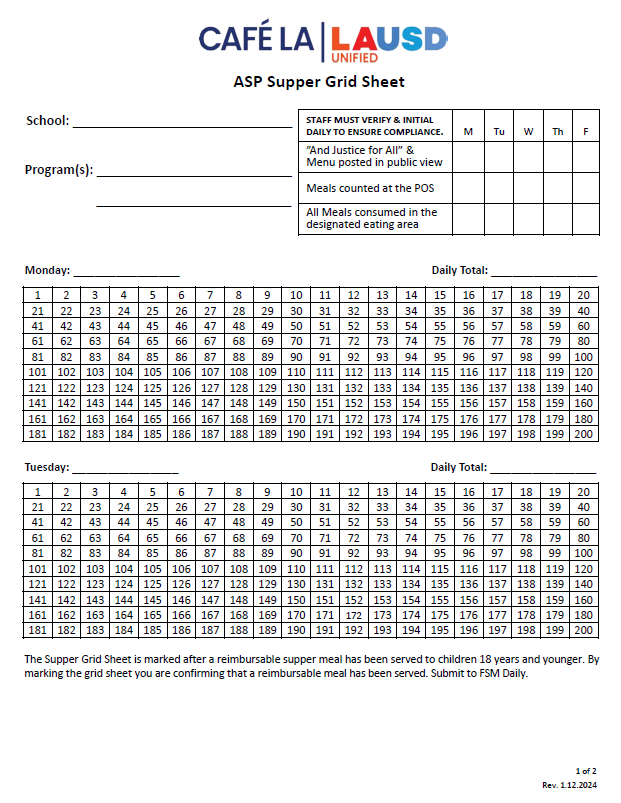 CAFÉ LA LAUSD
UNIFIED
ASP Supper Grid Sheet
School: ____________________________
STAFF MUST VERIFY & INITIAL
DAILY TO ENSURE COMPLIANCE. M Tu W Th F
"And Justice for All" &
Menu posted in public view
Program(s): _________________________
Meals counted at the POS
_________________________
All Meals consumed in the
designated eating area
Monday: _______________ Daily Total: _______________
1 2 3 4 5 6 7 8 9 10 11 12 13 14 15 16 17 18 19 20
21 22 23 24 25 26 27 28 29 30 31 32 33 34 35 36 37 38 39 40
41 42 43 44 45 46 47 48 49 50 51 52 53 54 55 56 57 58 59 60
61 62 63 64 65 66 67 68 69 70 71 72 73 74 75 76 77 78 79 80
81 82 83 84 85 86 87 88 89 90 91 92 93 94 95 96 97 98 99 100
101 102 103 104 105 106 107 108 109 110 111 112 113 114 115 116 117 118 119 120
121 122 123 124 125 126 127 128 129 130 131 132 133 134 135 136 137 138 139 140
141 142 143 144 145 146 147 148 149 150 151 152 153 154 155 156 157 158 159 160
161 162 163 164 165 166 167 168 169 170 171 172 173 174 175 176 177 178 179 180
181 182 183 184 185 186 187 188 189 190 191 192 193 194 195 196 197 198 199 200
Tuesday: _______________ Daily Total: _______________
1 2 3 4 5 6 7 8 9 10 11 12 13 14 15 16 17 18 19 20
21 22 23 24 25 26 27 28 29 30 31 32 33 34 35 36 37 38 39 40
41 42 43 44 45 46 47 48 49 50 51 52 53 54 55 56 57 58 59 60
61 62 63 64 65 66 67 68 69 70 71 72 73 74 75 76 77 78 79 80
81 82 83 84 85 86 87 88 89 90 91 92 93 94 95 96 97 98 99 100
101 102 103 104 105 106 107 108 109 110 111 112 113 114 115 116 117 118 119 120
121 122 123 124 125 126 127 128 129 130 131 132 133 134 135 136 137 138 139 140
141 142 143 144 145 146 147 148 149 150 151 152 153 154 155 156 157 158 159 160
161 162 163 164 165 166 167 168 169 170 171 172 173 174 175 176 177 178 179 180
181 182 183 184 185 186 187 188 189 190 191 192 193 194 195 196 197 198 199 200
The Supper Grid Sheet is marked after a reimbursable supper meal has been served to children 18 years and younger. By
marking the grid sheet you are confirming that a reimbursable meal has been served. Submit to FSM Daily.
1 of 2
Rev. 1.12.2024